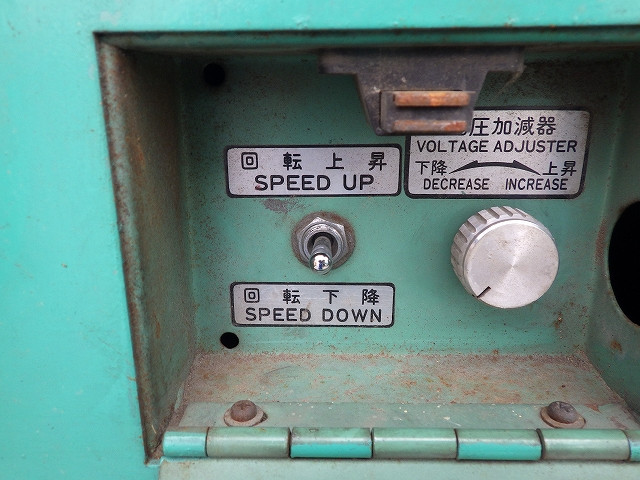 回転上昇
SPEED UP
圧加減器
VOLTAGE ADJUSTER
下降 上昇
DECREASE INCREASE
回転下降
SPEED DOWN